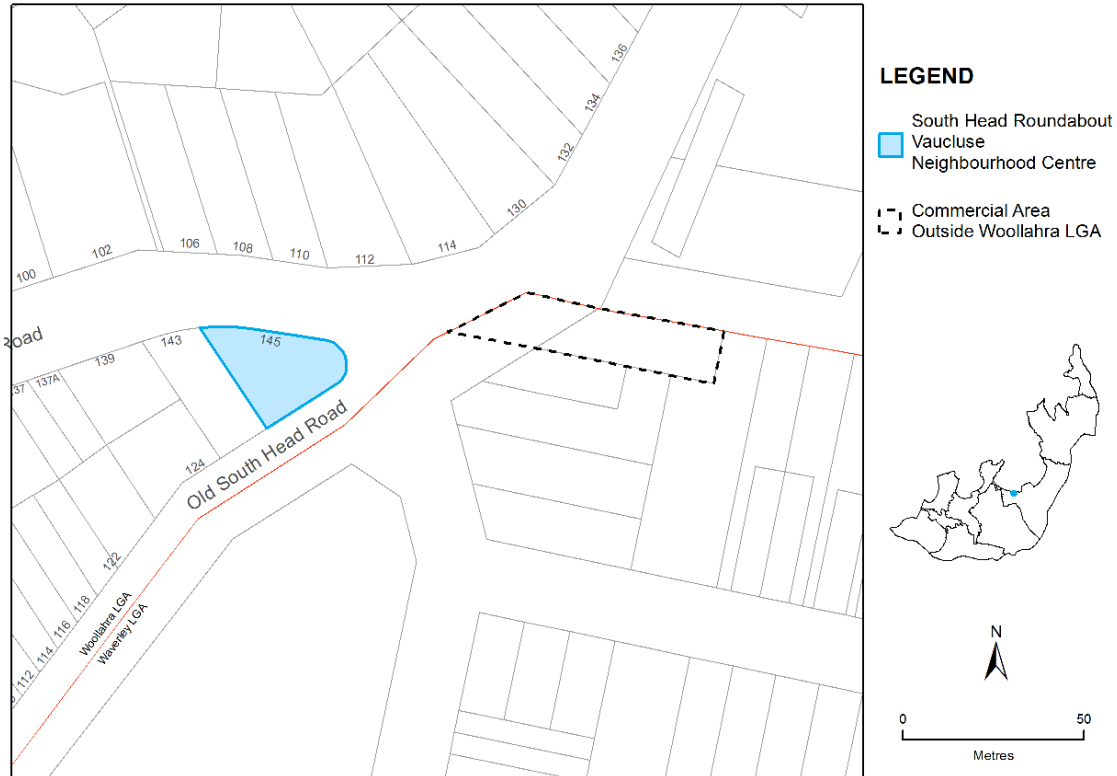 136
134
132
130
114
112
110
108
106
102
100
145
143
139
137A
37
Road
Old South Head Road
124
122
118
116
114
112
Woollahra LGA
Waverley LGA
LEGEND
South Head Roundabout
Vaucluse
Neighbourhood Centre
Commercial Area
Outside Woollahra LGA
N
0
50
Metres